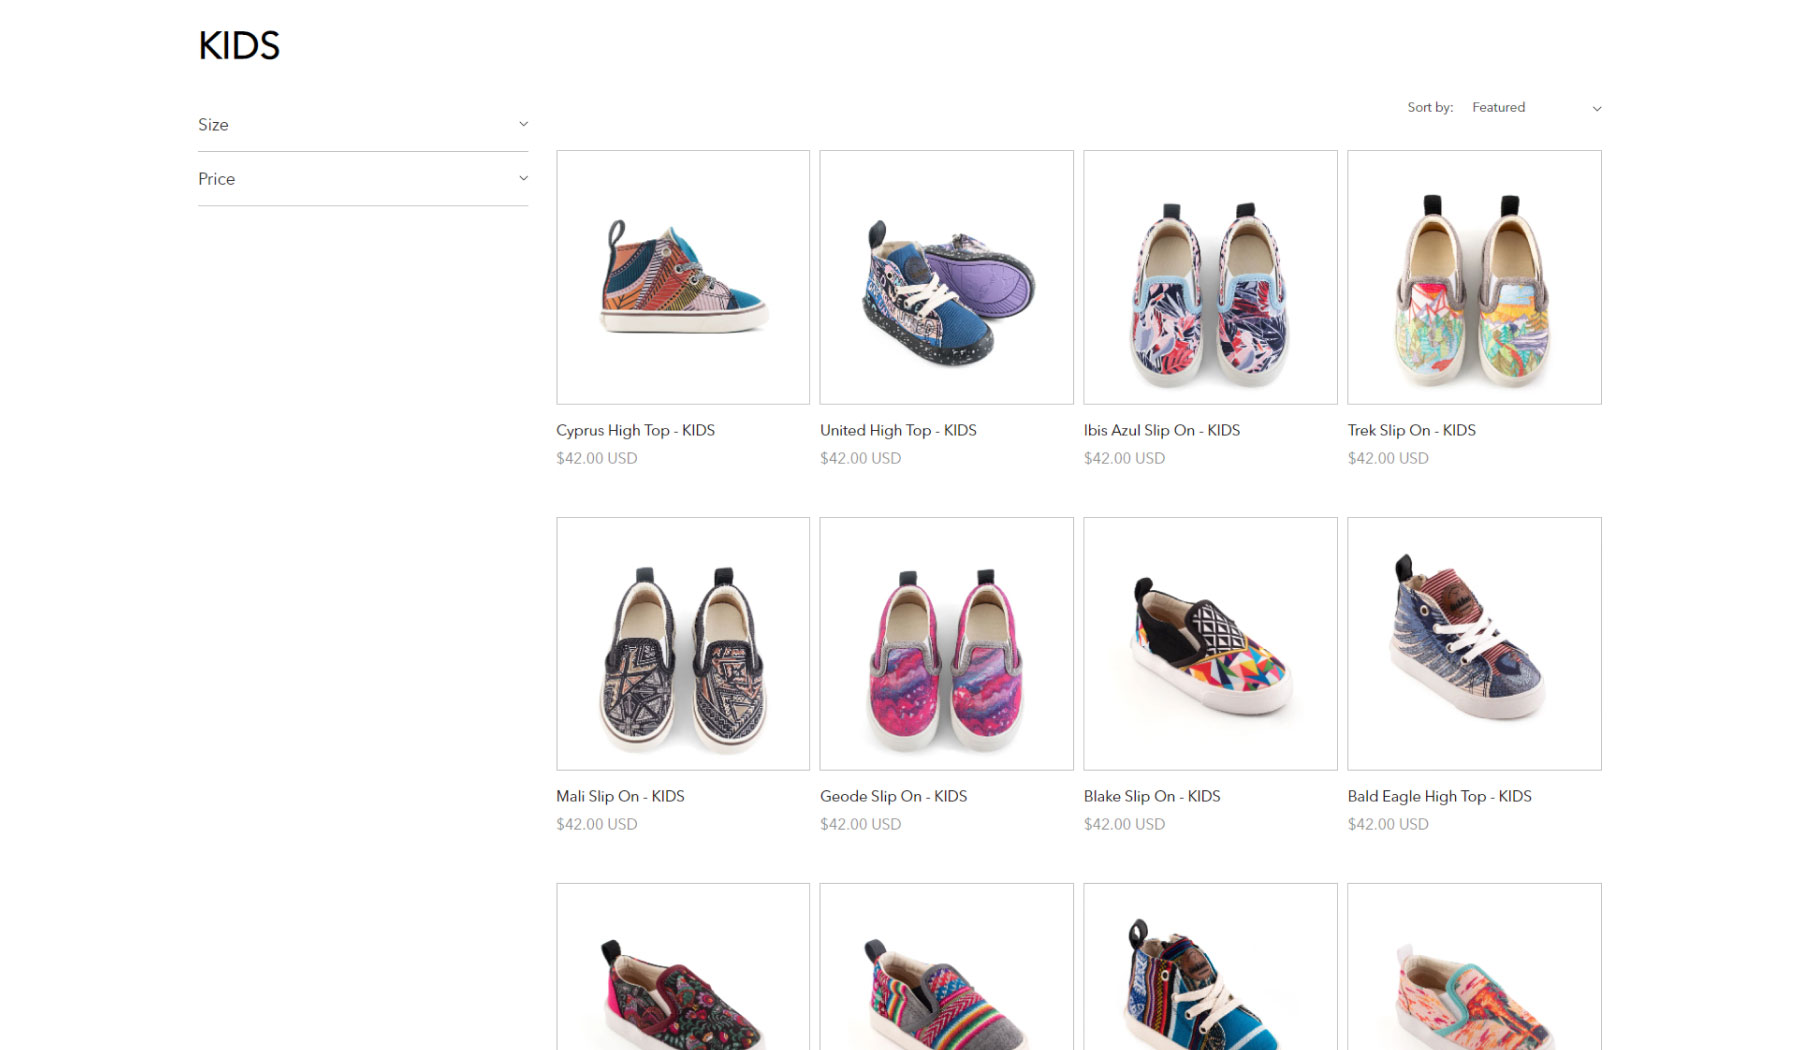 KIDS
Size
Price
Sort by: Featured
Cyprus High Top - KIDS
$42.00 USD
United High Top - KIDS
$42.00 USD
Ibis Azul Slip On - KIDS
$42.00 USD
Trek Slip On - KIDS
$42.00 USD
Mali Slip On - KIDS
$42.00 USD
Geode Slip On - KIDS
$42.00 USD
Blake Slip On - KIDS
$42.00 USD
Bald Eagle High Top - KIDS
$42.00 USD